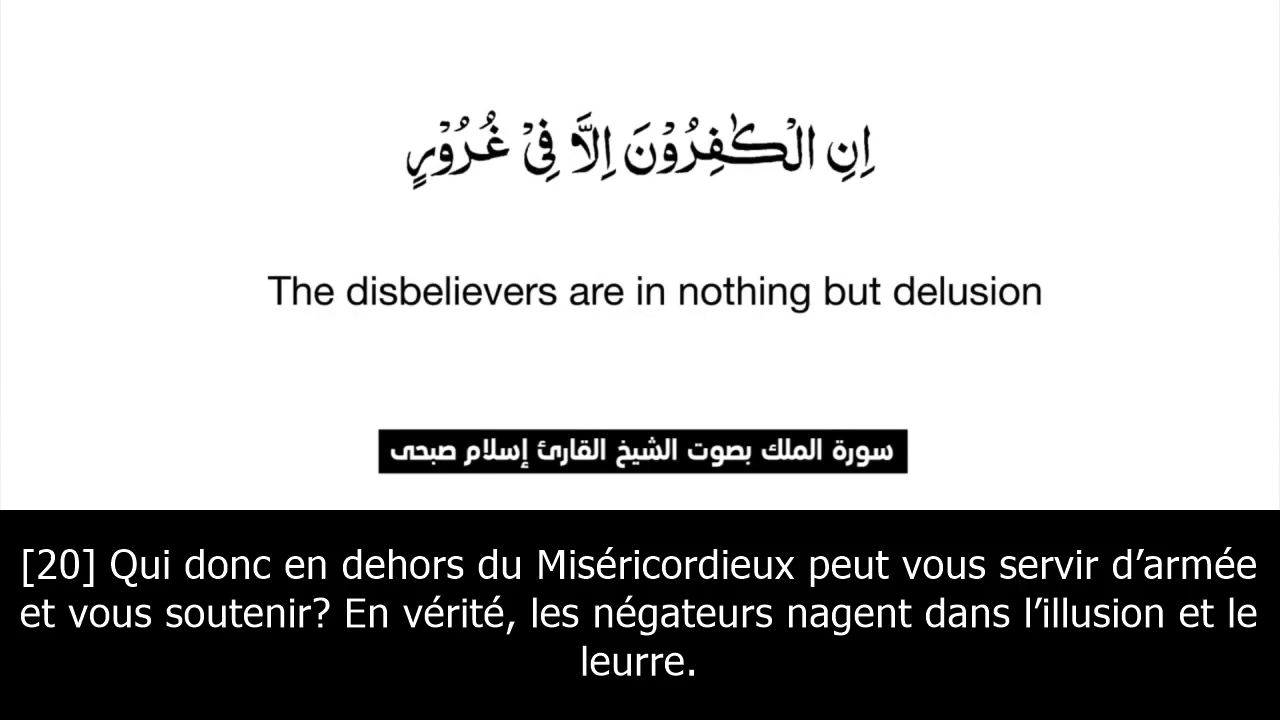 اِنِ الْكٰفِرُوْنَ اِلَّا فِیْ غُرُوْرٍ
The disbelievers are in nothing but delusion
سورة الملك بصوت الشيخ القارئ إسلام صبحى
[20] Qui donc en dehors du Miséricordieux peut vous servir d’armée
et vous soutenir? En vérité, les négateurs nagent dans l’illusion et le
leurre.